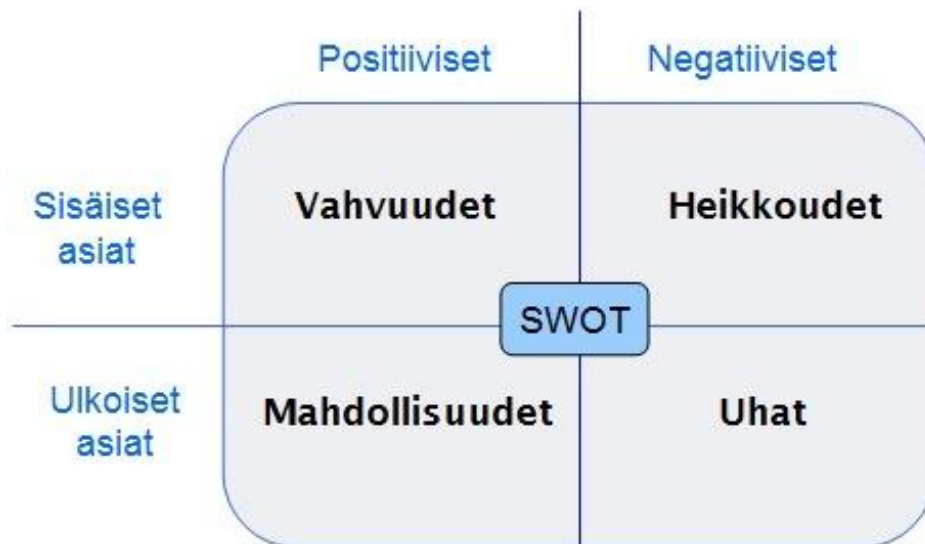 Positiiviset Negatiiviset
Sisäiset
asiat
Vahvuudet Heikkoudet
SWOT
Ulkoiset
asiat
Mahdollisuudet Uhat